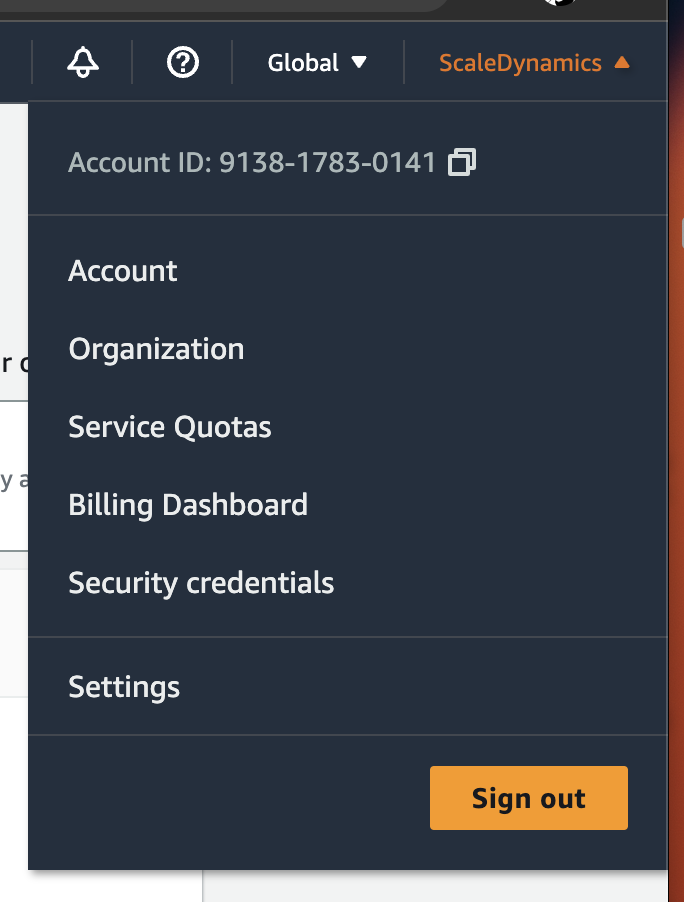 Global ScaleDynamics
Account ID: 9138-1783-0141
Account
Organization
Service Quotas
Billing Dashboard
Security credentials
Settings
Sign out